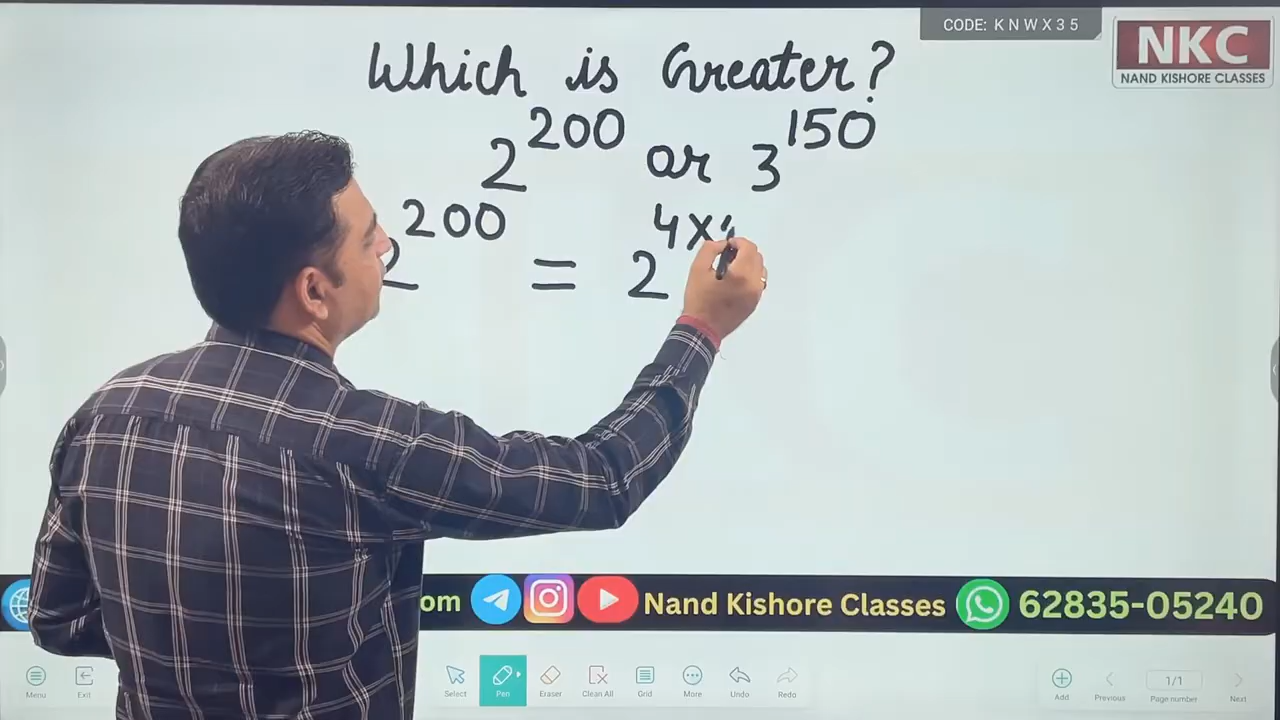 CODE: K N W X 3 5
NKC
NAND KISHORE CLASSES
Which is Greater?
2^200 or 3^150
2^200 = 2^4×
om
Nand Kishore Classes
62835-05240
Menu
Exit
Select
Pen
Eraser
Clean All
Grid
More
Undo
Redo
Add
Previous
1/1
Page number
Next